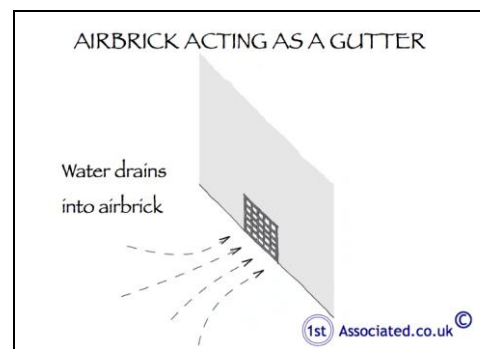 AIRBRICK ACTING AS A GUTTER
Water drains
into airbrick
1st Associated.co.uk ©